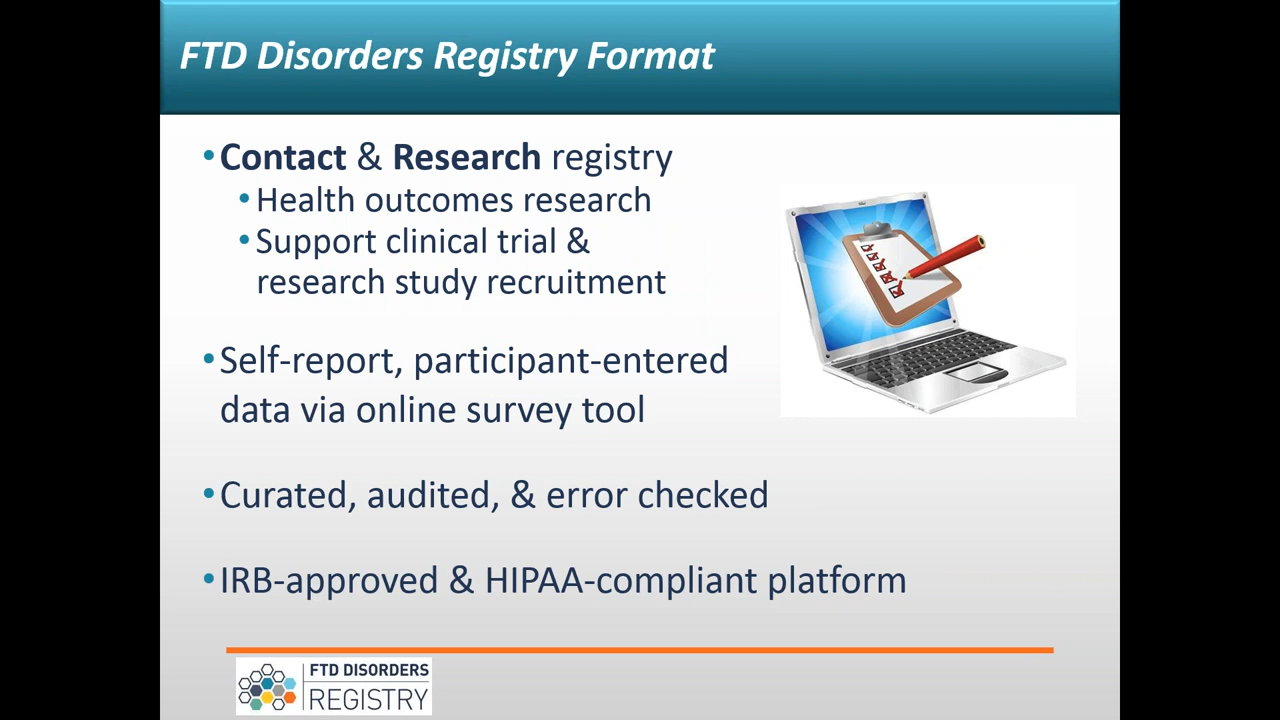 FTD Disorders Registry Format
•Contact & Research registry
•Health outcomes research
•Support clinical trial &
research study recruitment
•Self-report, participant-entered
data via online survey tool
•Curated, audited, & error checked
•IRB-approved & HIPAA-compliant platform
FTD DISORDERS
REGISTRY